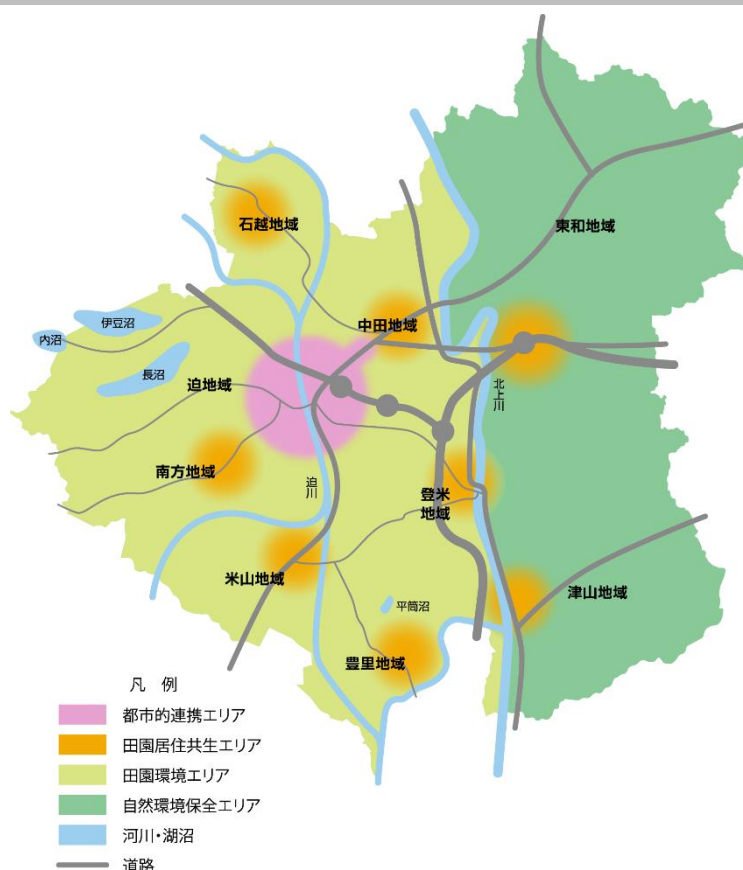 石越地域
東和地域
中田地域
伊豆沼
内沼
長沼
迫地域
北上川
南方地域
迫川
登米
地域
米山地域
平筒沼
津山地域
豊里地域
凡 例
都市的連携エリア
田園居住共生エリア
田園環境エリア
自然環境保全エリア
河川・湖沼
道路